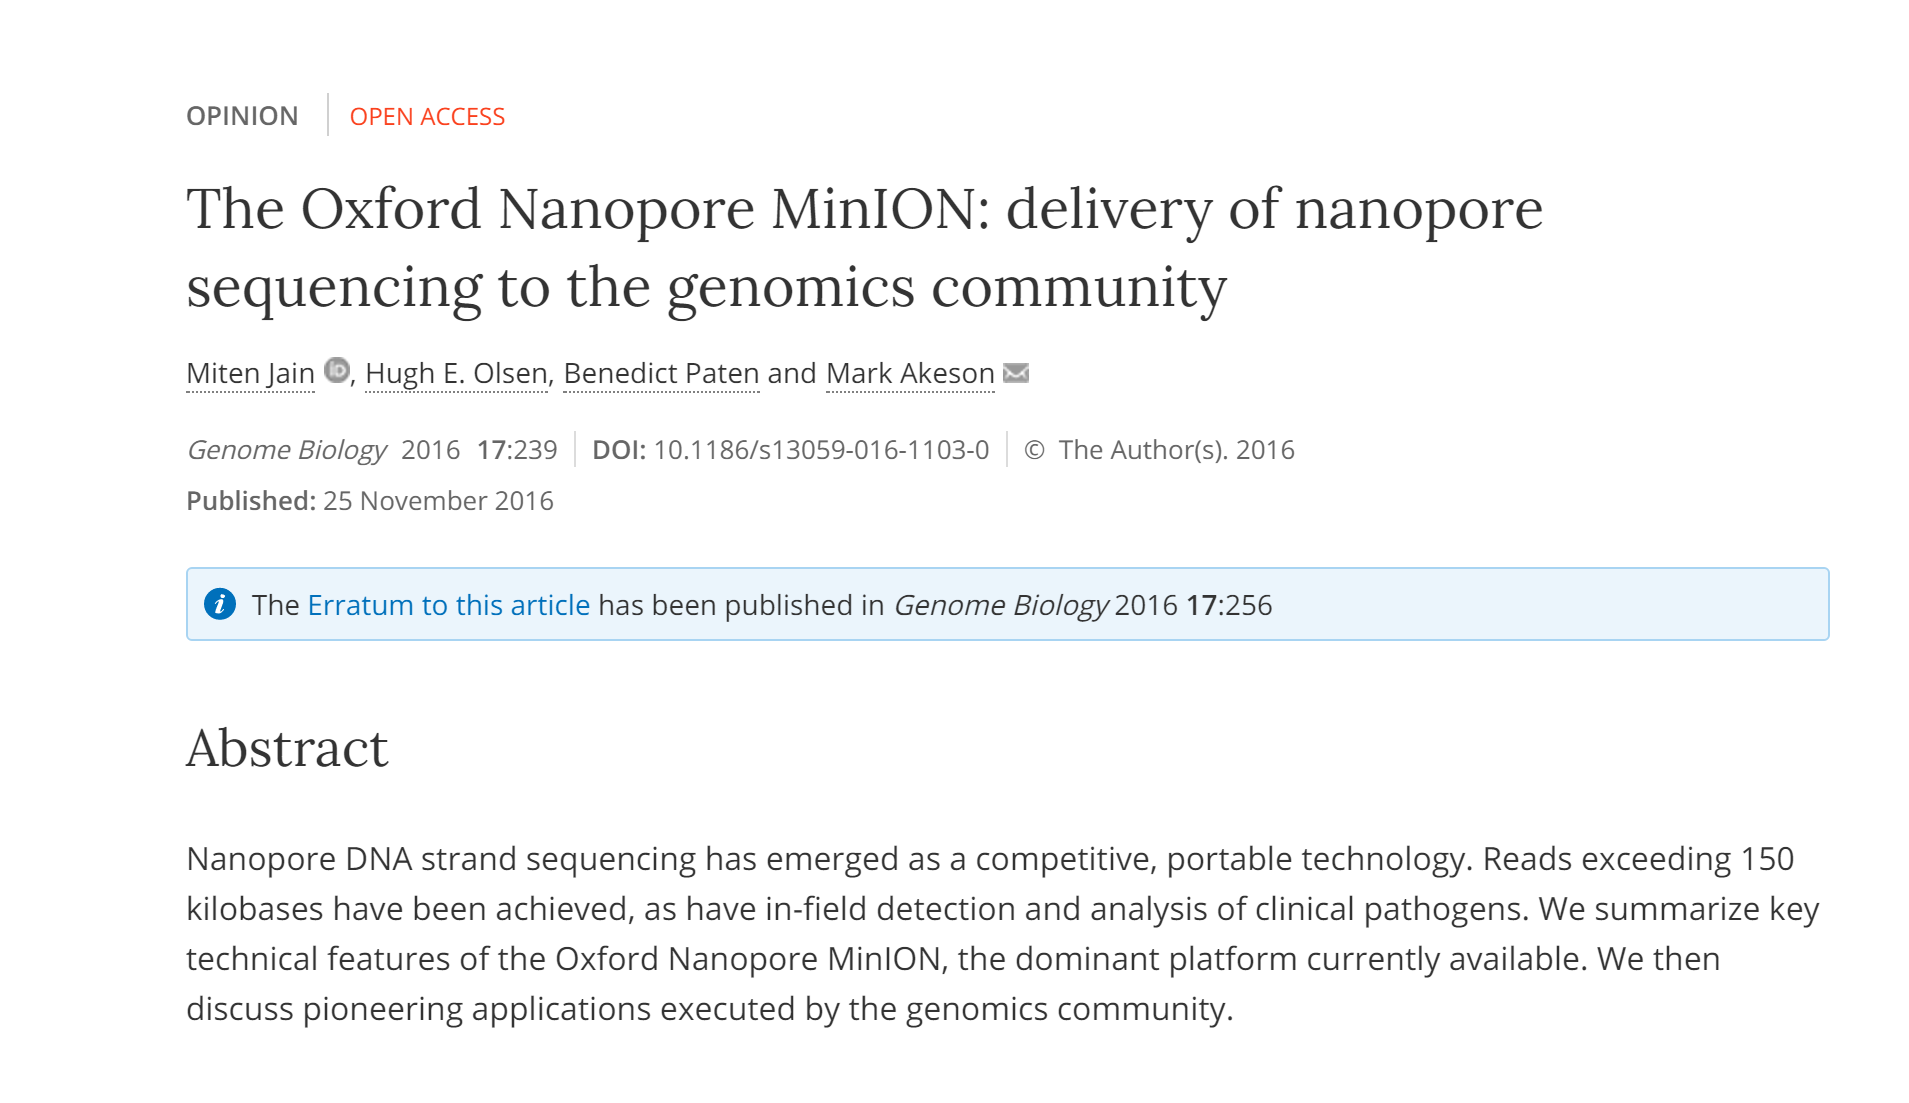 OPINION OPEN ACCESS
The Oxford Nanopore MinION: delivery of nanopore
sequencing to the genomics community
Miten Jain iD, Hugh E. Olsen, Benedict Paten and Mark Akeson
Genome Biology 2016 17:239 DOI: 10.1186/s13059-016-1103-0 © The Author(s). 2016
Published: 25 November 2016
i The Erratum to this article has been published in Genome Biology 2016 17:256
Abstract
Nanopore DNA strand sequencing has emerged as a competitive, portable technology. Reads exceeding 150
kilobases have been achieved, as have in-field detection and analysis of clinical pathogens. We summarize key
technical features of the Oxford Nanopore MinION, the dominant platform currently available. We then
discuss pioneering applications executed by the genomics community.